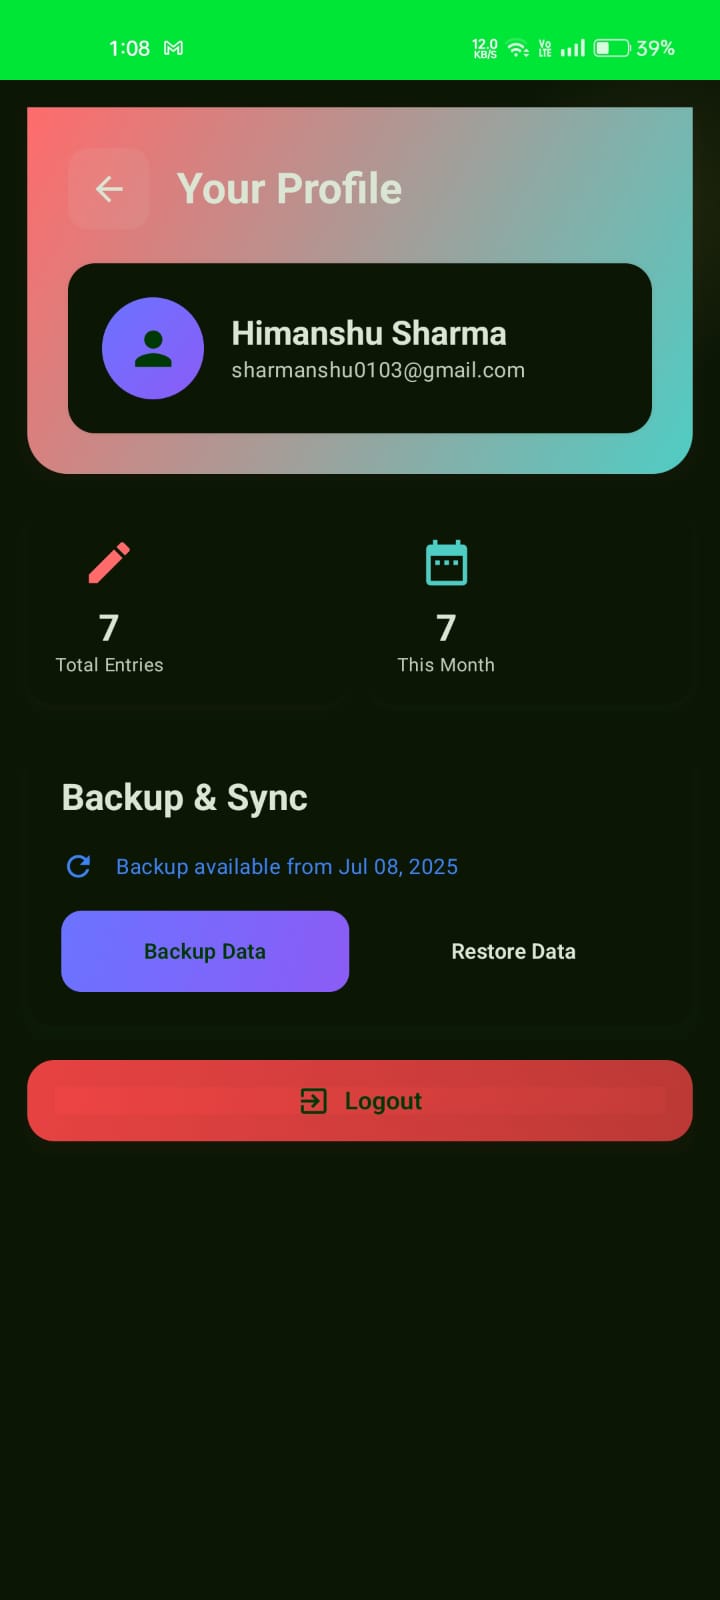 1:08 12.0 KB/S Vo LTE 39%
Your Profile
Himanshu Sharma
sharmanshu0103@gmail.com
7 7
Total Entries This Month
Backup & Sync
Backup available from Jul 08, 2025
Backup Data Restore Data
Logout